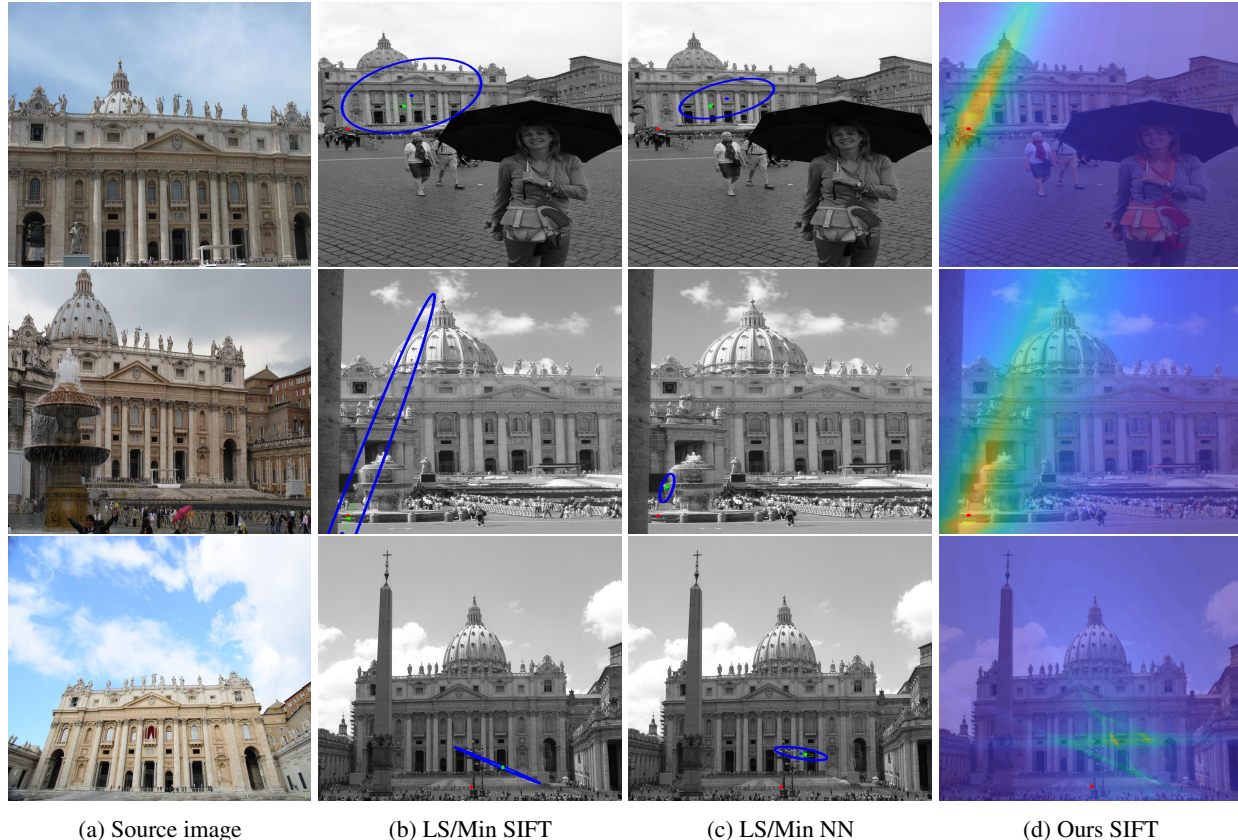 (a) Source image
(b) LS/Min SIFT
(c) LS/Min NN
(d) Ours SIFT